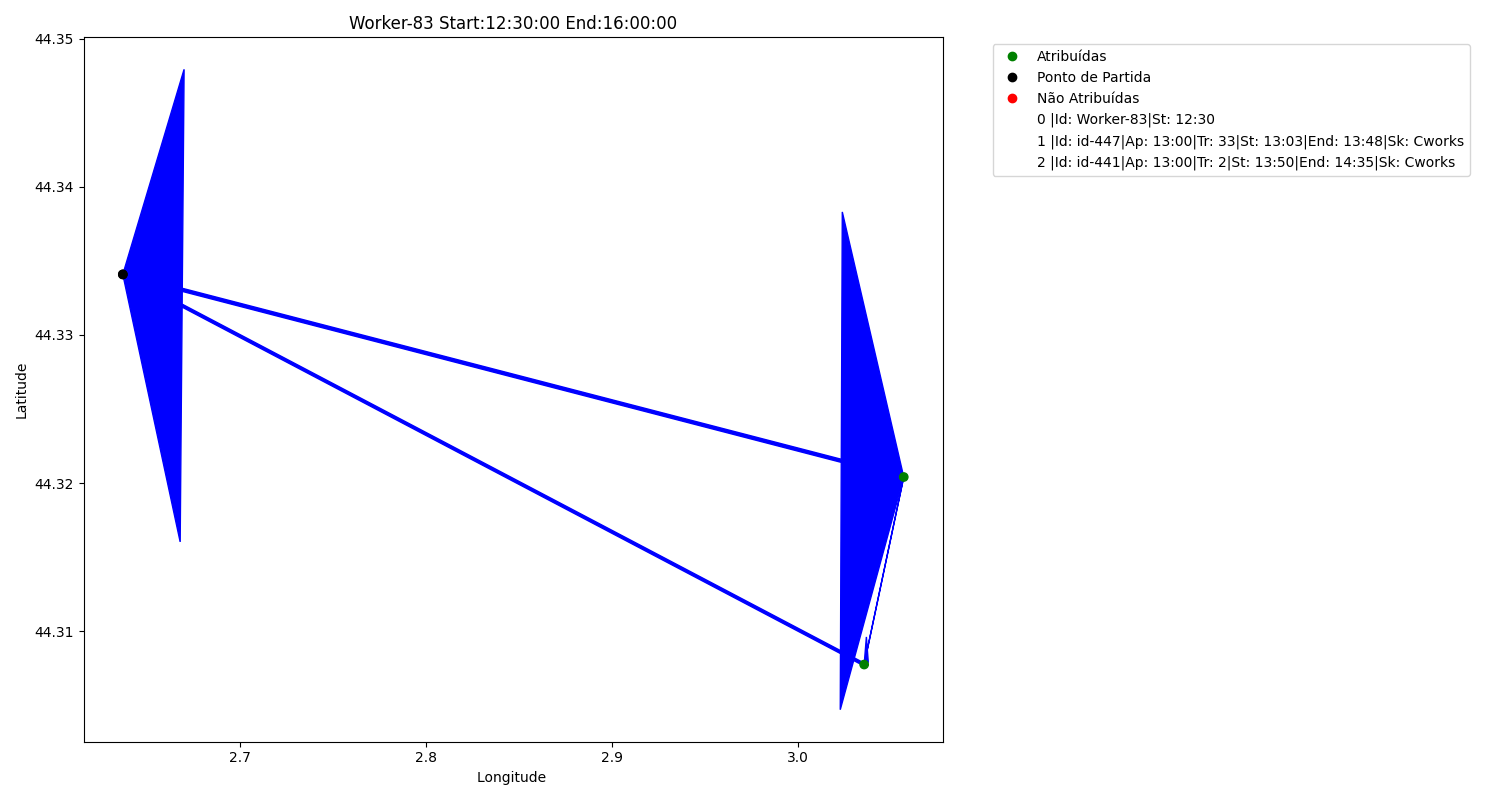 Worker-83 Start:12:30:00 End:16:00:00
44.35
44.34
44.33
44.32
44.31
Latitude
2.7
2.8
2.9
3.0
Longitude
Atribuídas
Ponto de Partida
Não Atribuídas
0 |Id: Worker-83|St: 12:30
1 |Id: id-447|Ap: 13:00|Tr: 33|St: 13:03|End: 13:48|Sk: Cworks
2 |Id: id-441|Ap: 13:00|Tr: 2|St: 13:50|End: 14:35|Sk: Cworks